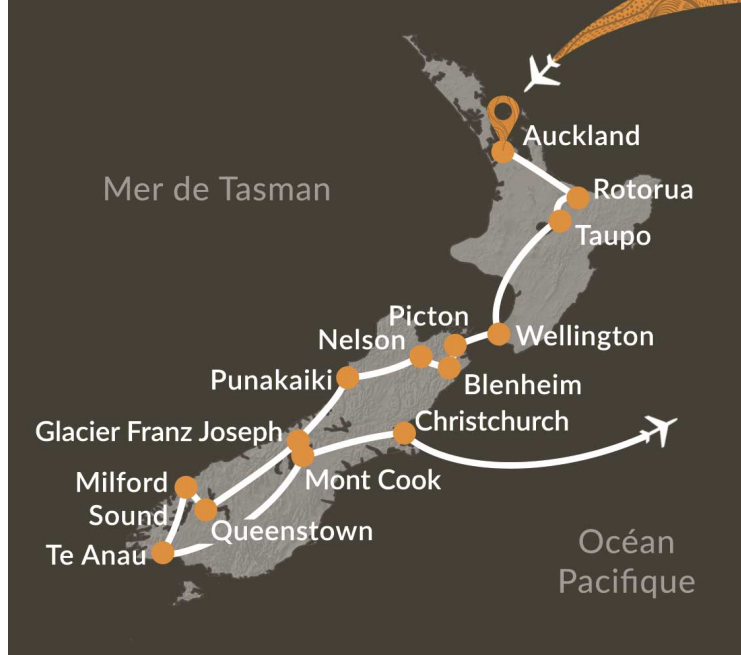 Auckland
Mer de Tasman
Rotorua
Taupo
Picton
Wellington
Nelson
Punakaiki
Blenheim
Christchurch
Glacier Franz Joseph
Mont Cook
Milford
Sound
Queenstown
Te Anau
Océan
Pacifique